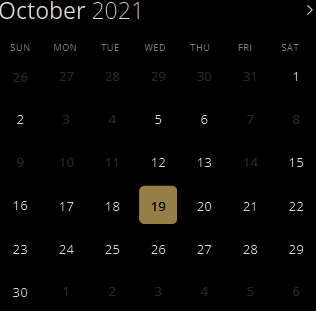 October 2021
SUN MON TUE WED THU FRI SAT
26 27 28 29 30 31 1
2 3 4 5 6 7 8
9 10 11 12 13 14 15
16 17 18 19 20 21 22
23 24 25 26 27 28 29
30 1 2 3 4 5 6